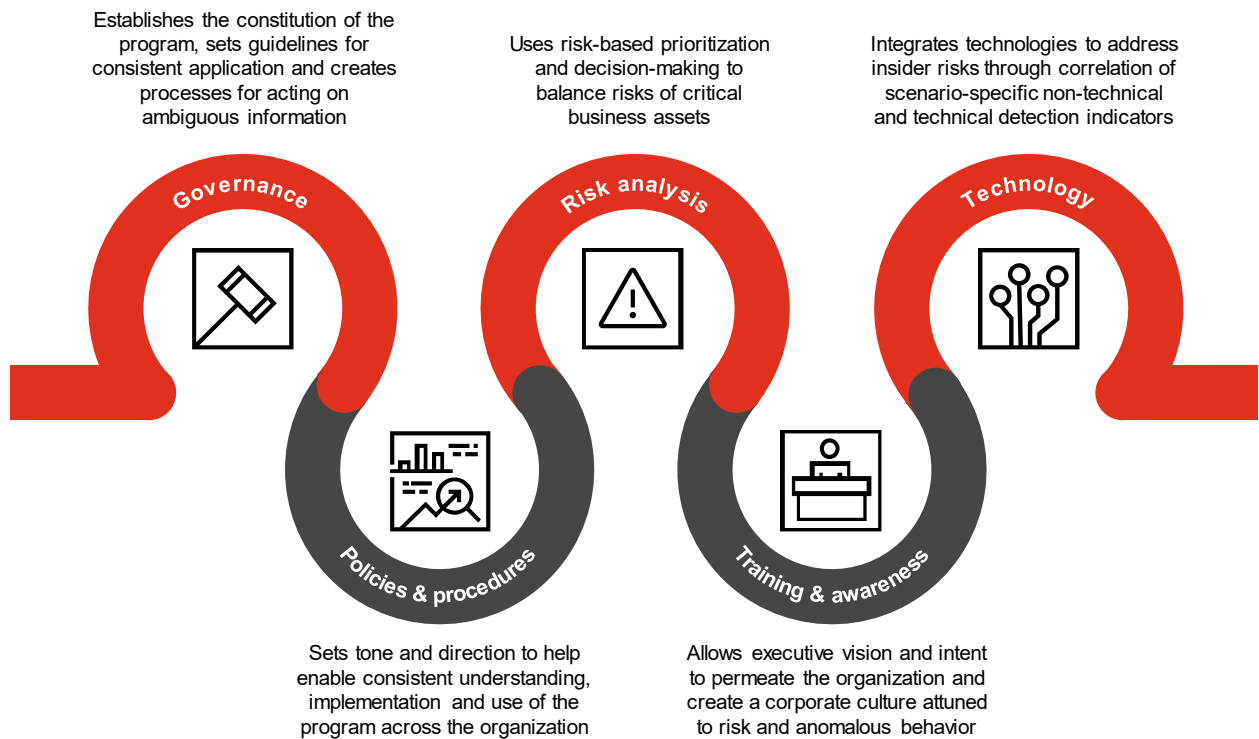 Establishes the constitution of the
program, sets guidelines for
consistent application and creates
processes for acting on
ambiguous information
Uses risk-based prioritization
and decision-making to
balance risks of critical
business assets
Integrates technologies to address
insider risks through correlation of
scenario-specific non-technical
and technical detection indicators
Governance
Risk analysis
Technology
Policies & procedures
Training & awareness
Sets tone and direction to help
enable consistent understanding,
implementation and use of the
program across the organization
Allows executive vision and intent
to permeate the organization and
create a corporate culture attuned
to risk and anomalous behavior